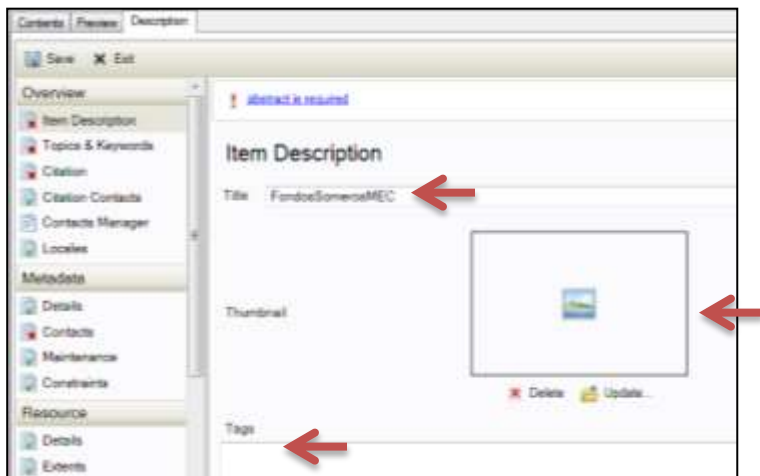 Contents Preview Description
Save Exit
Overview
Item Description
Topics & Keywords
Citation
Citation Contacts
Contacts Manager
Locales
Metadata
Details
Contacts
Maintenance
Constraints
Resource
Details
Extents
! abstract is required
Item Description
Title FondosSomerosMEC
Thumbnail
Delete Update...
Tags